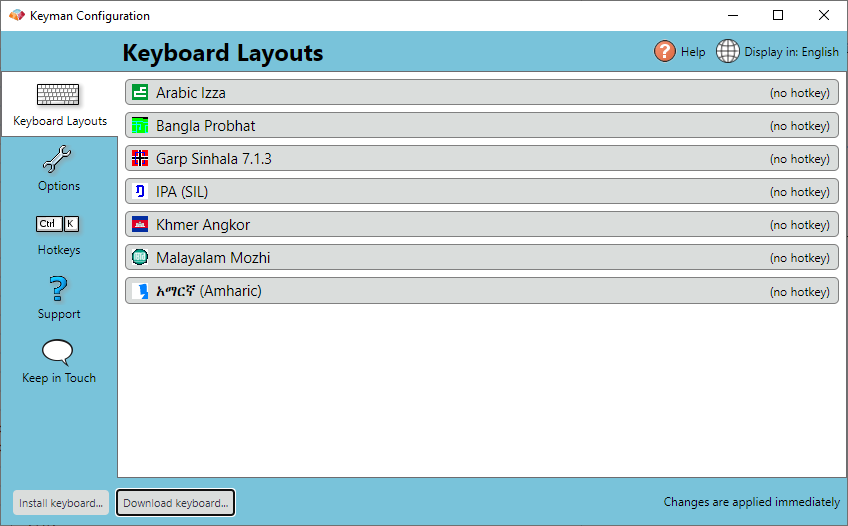 Keyman Configuration
Keyboard Layouts
Help
Display in: English
Keyboard Layouts
Options
Ctrl K
Hotkeys
Support
Keep in Touch
Arabic Izza (no hotkey)
Bangla Probhat (no hotkey)
Garp Sinhala 7.1.3 (no hotkey)
IPA (SIL) (no hotkey)
Khmer Angkor (no hotkey)
Malayalam Mozhi (no hotkey)
አማርኛ (Amharic) (no hotkey)
Install keyboard...
Download keyboard...
Changes are applied immediately